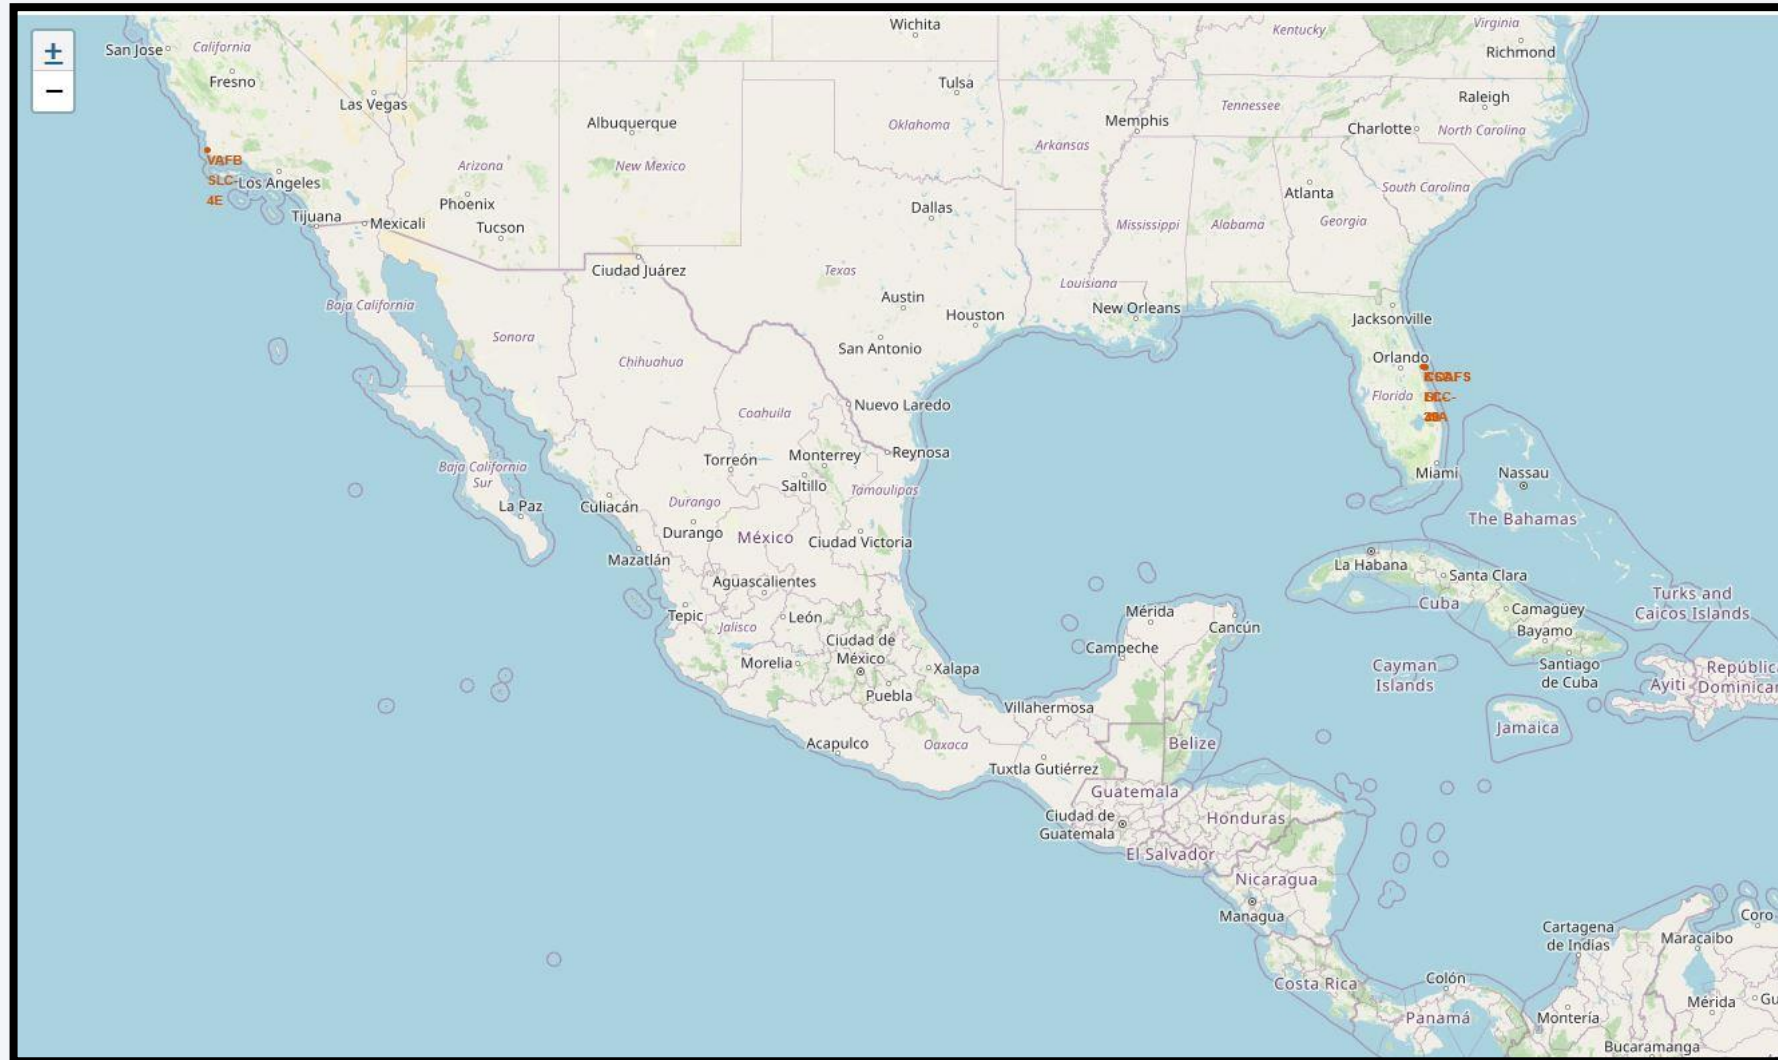 ±
−
San Jose
California
Fresno
Las Vegas
VAFB
SLC-
4E
Los Angeles
Tijuana
Mexicali
Arizona
Phoenix
Tucson
Albuquerque
New Mexico
Ciudad Juárez
Wichita
Tulsa
Oklahoma
Dallas
Texas
Austin
Houston
San Antonio
Kentucky
Virginia
Richmond
Memphis
Tennessee
Raleigh
Charlotte
North Carolina
Arkansas
Atlanta
South Carolina
Mississippi
Alabama
Georgia
Louisiana
New Orleans
Jacksonville
Orlando
Florida
Miami
Baja California
Sonora
Chihuahua
Coahuila
Nuevo Laredo
Reynosa
Baja California
Sur
La Paz
Culiacán
Torreón
Monterrey
Saltillo
Tamaulipas
Durango
Durango
México
Ciudad Victoria
Mazatlán
Aguascalientes
Tepic
Jalisco
León
Ciudad de
México
Morelia
Puebla
Xalapa
Acapulco
Oaxaca
Nassau
The Bahamas
La Habana
Santa Clara
Cuba
Camagüey
Bayamo
Santiago
de Cuba
Turks and
Caicos Islands
Mérida
Cancún
Campeche
Cayman
Islands
Ayiti
República
Dominican
Jamaica
Villahermosa
Tuxtla Gutiérrez
Belize
Guatemala
Ciudad de
Guatemala
Honduras
El Salvador
Nicaragua
Managua
Costa Rica
Colón
Panamá
Cartagena
de Indias
Maracaibo
Coro
Mérida
Montería
Bucaramanga